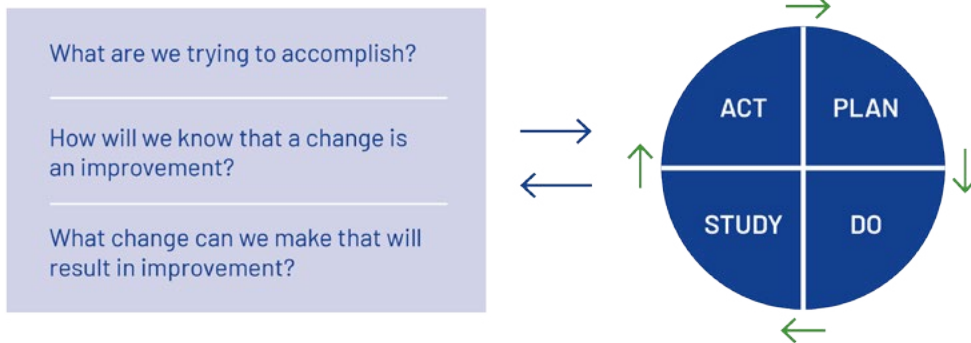 What are we trying to accomplish?
How will we know that a change is
an improvement?
What change can we make that will
result in improvement?
ACT
PLAN
STUDY
DO